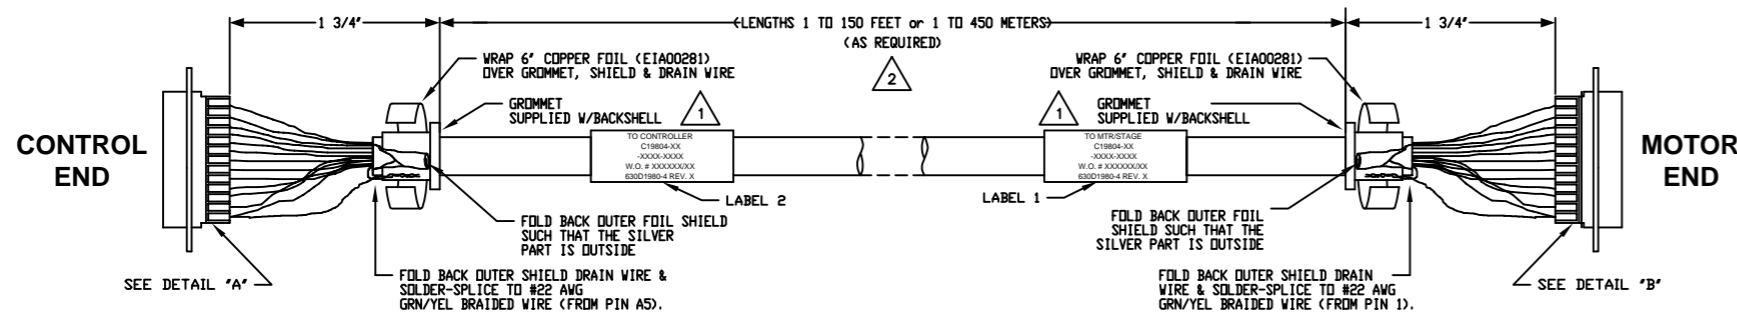 1 3/4"
(LENGTHS 1 TO 150 FEET or 1 TO 450 METERS)
(AS REQUIRED)
1 3/4"
WRAP 6" COPPER FOIL (EIA00281)
OVER GROMMET, SHIELD & DRAIN WIRE
2
WRAP 6" COPPER FOIL (EIA00281)
OVER GROMMET, SHIELD & DRAIN WIRE
GROMMET
SUPPLIED W/BACKSHELL
1
1
GROMMET
SUPPLIED W/BACKSHELL
CONTROL
END
TO CONTROLLER
C19804-XX
-XXXX-XXXX
W.O. # XXXXXX/XX
630D1980-4 REV. X
TO MTR/STAGE
C19804-XX
-XXXX-XXXX
W.O. # XXXXXX/XX
630D1980-4 REV. X
MOTOR
END
LABEL 2
LABEL 1
FOLD BACK OUTER FOIL SHIELD
SUCH THAT THE SILVER
PART IS OUTSIDE
FOLD BACK OUTER FOIL
SHIELD SUCH THAT THE
SILVER PART IS OUTSIDE
SEE DETAIL "A"
FOLD BACK OUTER SHIELD DRAIN WIRE &
SOLDER-SPLICE TO #22 AWG
GRN/YEL BRAIDED WIRE (FROM PIN A5).
FOLD BACK OUTER SHIELD DRAIN
WIRE & SOLDER-SPLICE TO #22 AWG
GRN/YEL BRAIDED WIRE (FROM PIN 1).
SEE DETAIL "B"